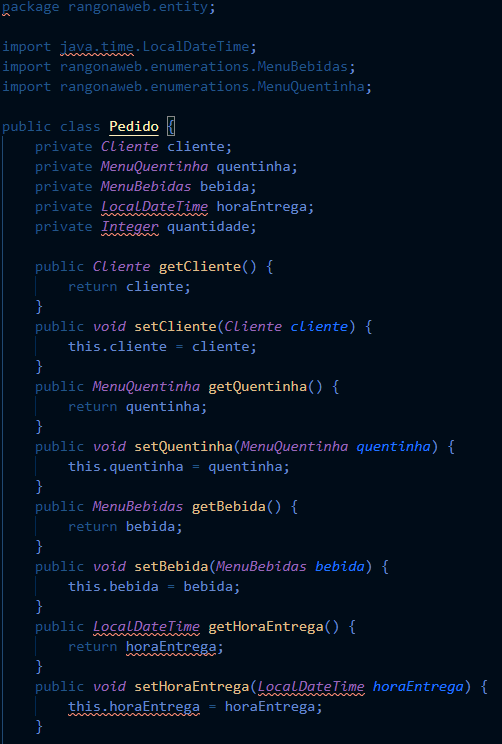 package rangonaweb.entity;
import java.time.LocalDateTime;
import rangonaweb.enumerations.MenuBebidas;
import rangonaweb.enumerations.MenuQuentinha;
public class Pedido {
private Cliente cliente;
private MenuQuentinha quentinha;
private MenuBebidas bebida;
private LocalDateTime horaEntrega;
private Integer quantidade;
public Cliente getCliente() {
return cliente;
}
public void setCliente(Cliente cliente) {
this.cliente = cliente;
}
public MenuQuentinha getQuentinha() {
return quentinha;
}
public void setQuentinha(MenuQuentinha quentinha) {
this.quentinha = quentinha;
}
public MenuBebidas getBebida() {
return bebida;
}
public void setBebida(MenuBebidas bebida) {
this.bebida = bebida;
}
public LocalDateTime getHoraEntrega() {
return horaEntrega;
}
public void setHoraEntrega(LocalDateTime horaEntrega) {
this.horaEntrega = horaEntrega;
}